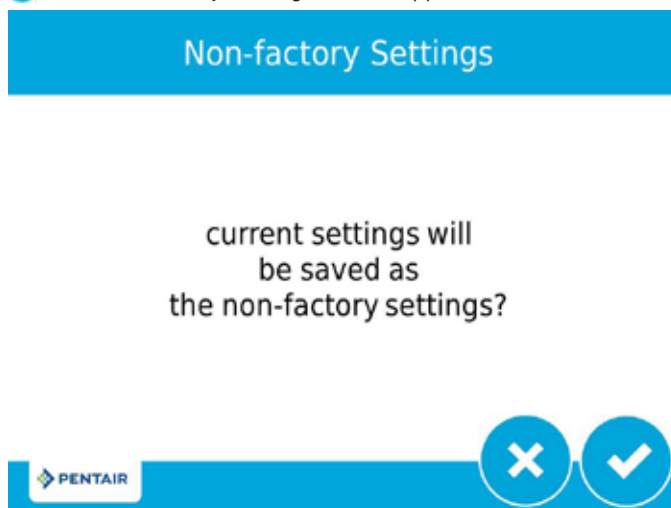 Non-factory Settings
current settings will
be saved as
the non-factory settings?
PENTAIR